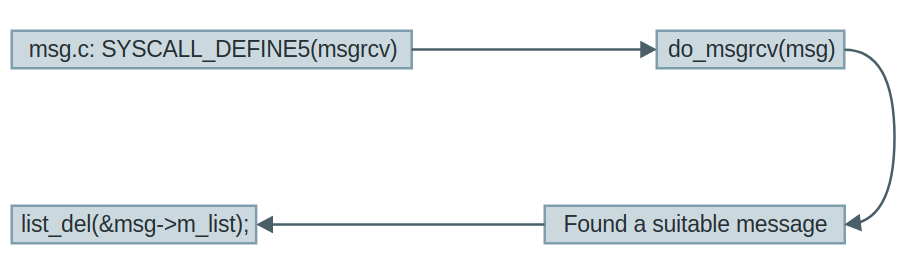 msg.c: SYSCALL_DEFINE5(msgrcv)
do_msgrcv(msg)
Found a suitable message
list_del(&msg->m_list);